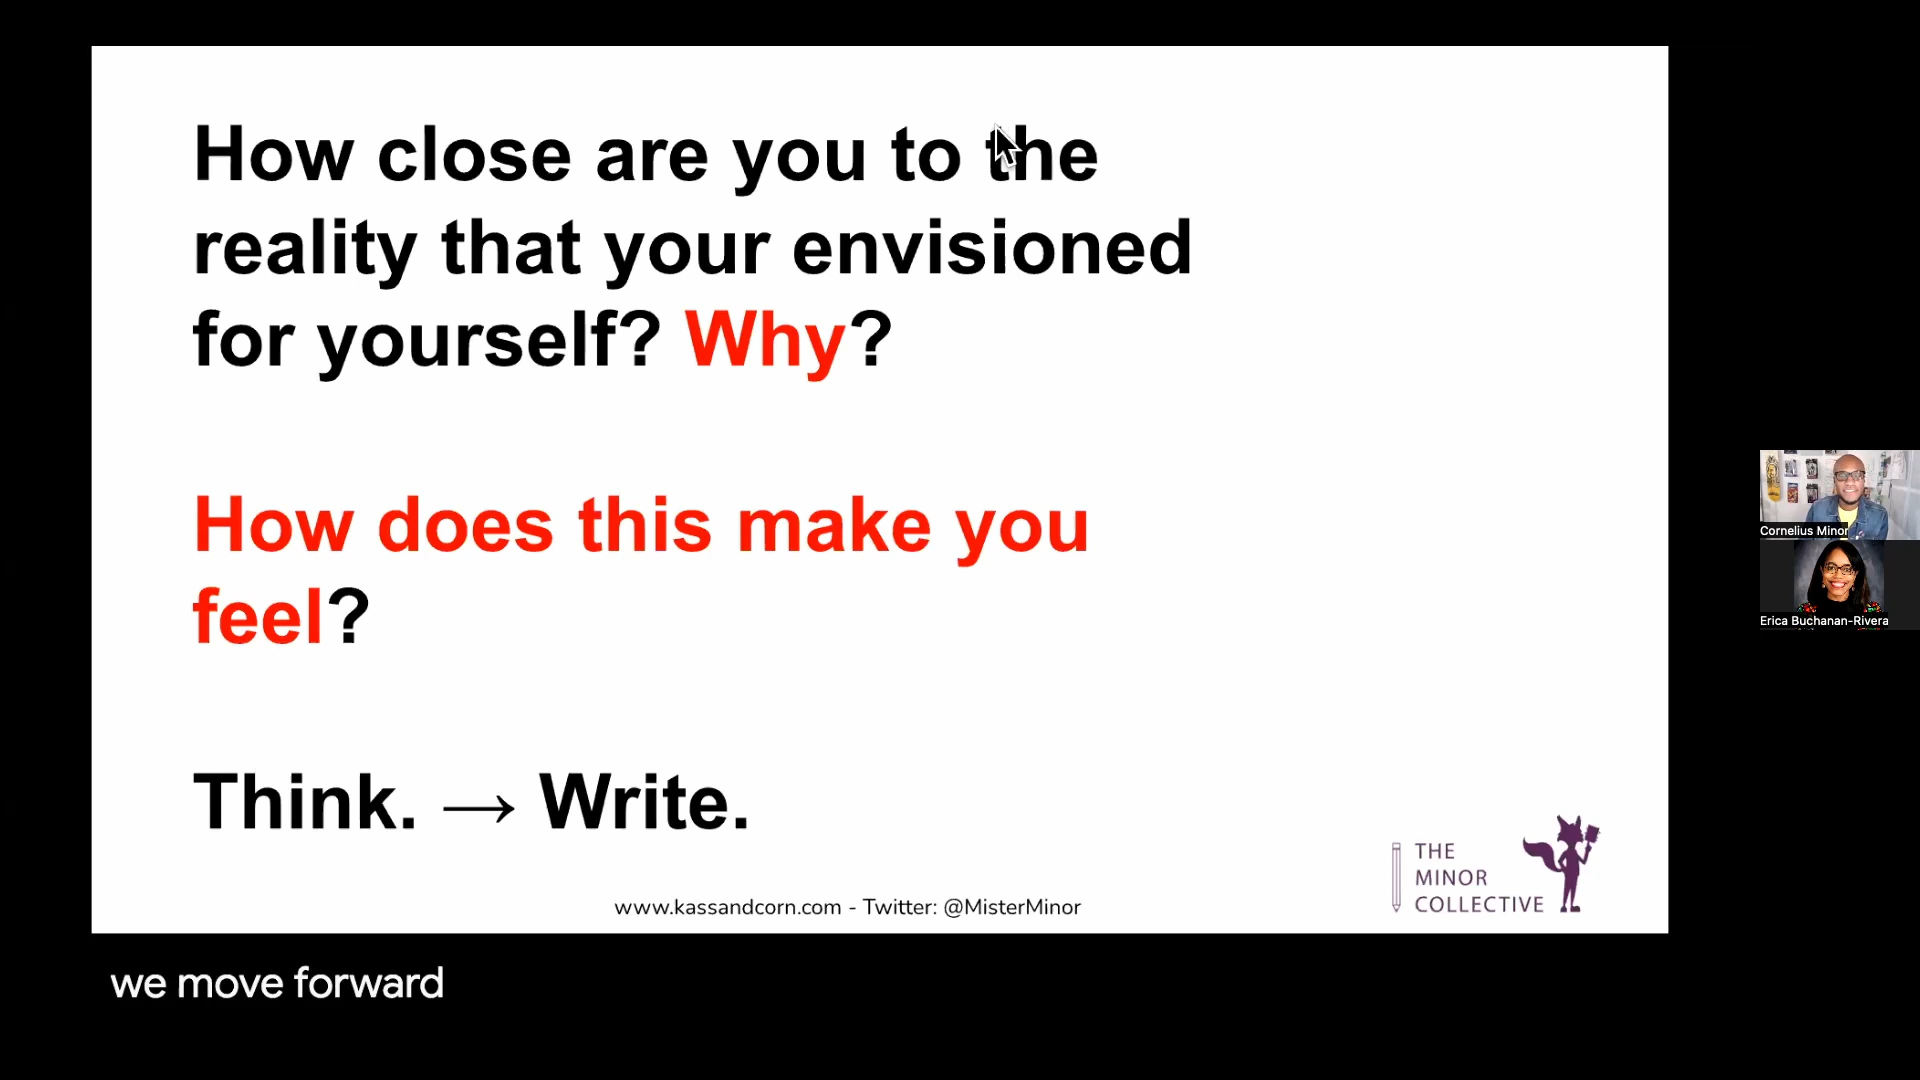 How close are you to the
reality that your envisioned
for yourself? Why?
How does this make you
feel?
Think. → Write.
www.kassandcorn.com - Twitter: @MisterMinor
THE
MINOR
COLLECTIVE
Cornelius Minor
Erica Buchanan-Rivera
we move forward